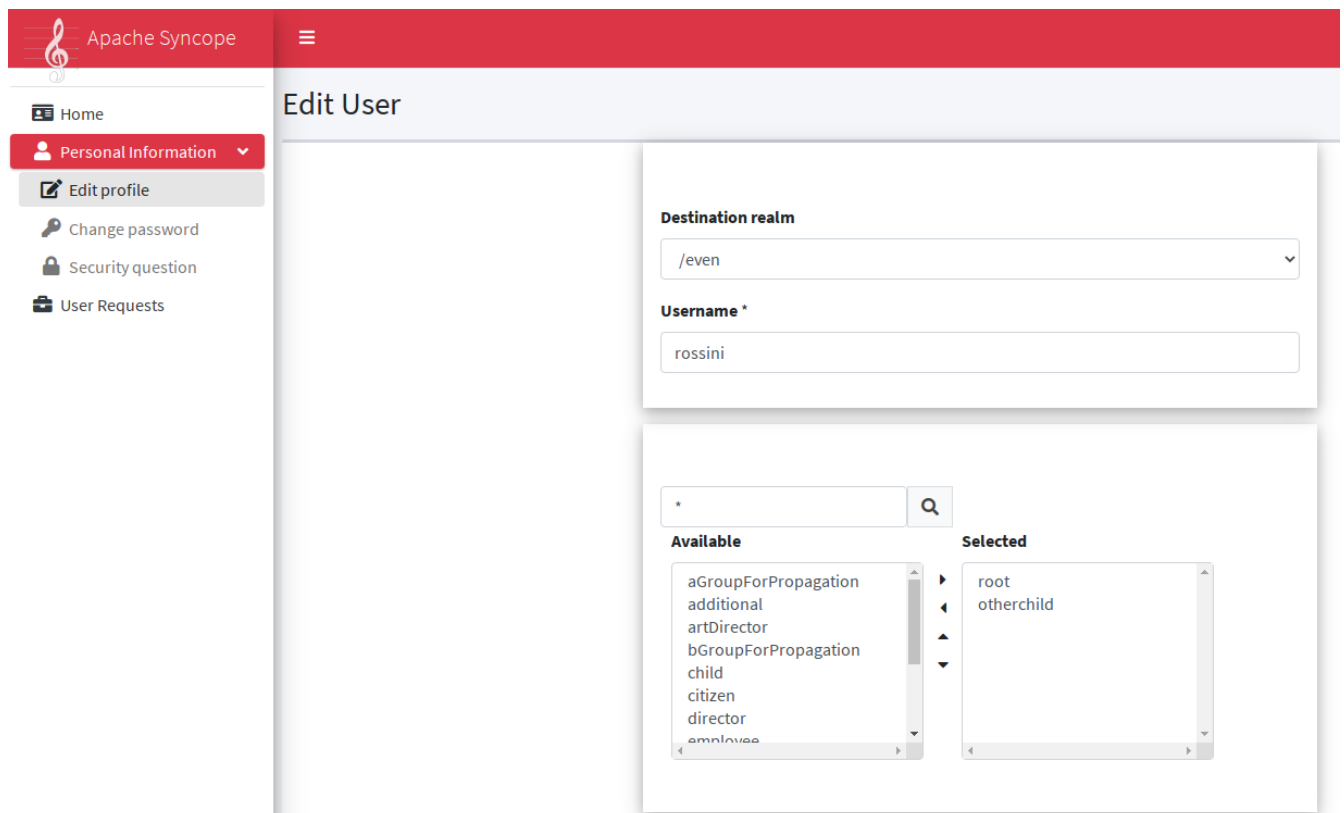 Apache Syncope
Home
Personal Information
Edit profile
Change password
Security question
User Requests
Edit User
Destination realm
/even
Username *
rossini
*
Available
aGroupForPropagation
additional
artDirector
bGroupForPropagation
child
citizen
director
employee
Selected
root
otherchild